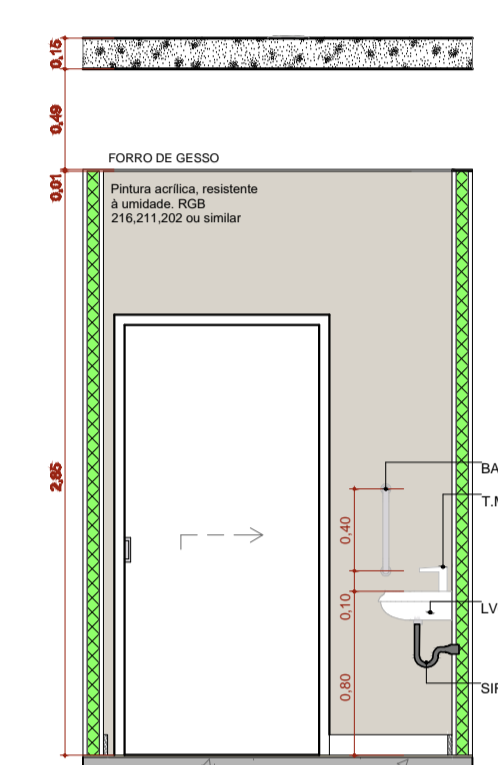 0,15
0,49
FORRO DE GESSO
0,01
Pintura acrílica, resistente
à umidade. RGB
216,211,202 ou similar
2,85
BA
T.M
0,40
0,10
LV
SIF
0,80